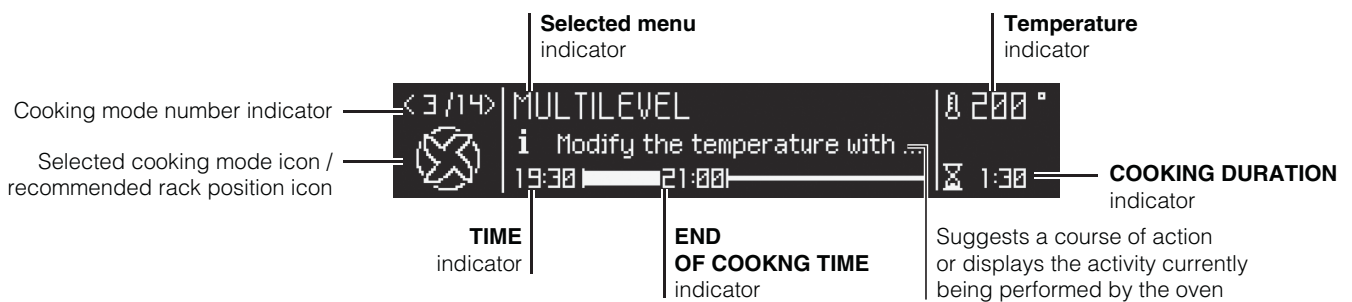 Selected menu
indicator
Temperature
indicator
Cooking mode number indicator
Selected cooking mode icon /
recommended rack position icon
<3/14>
MULTILEVEL
200°
i Modify the temperature with ...
19:30
21:00
1:30
COOKING DURATION
indicator
TIME
indicator
END
OF COOKNG TIME
indicator
Suggests a course of action
or displays the activity currently
being performed by the oven